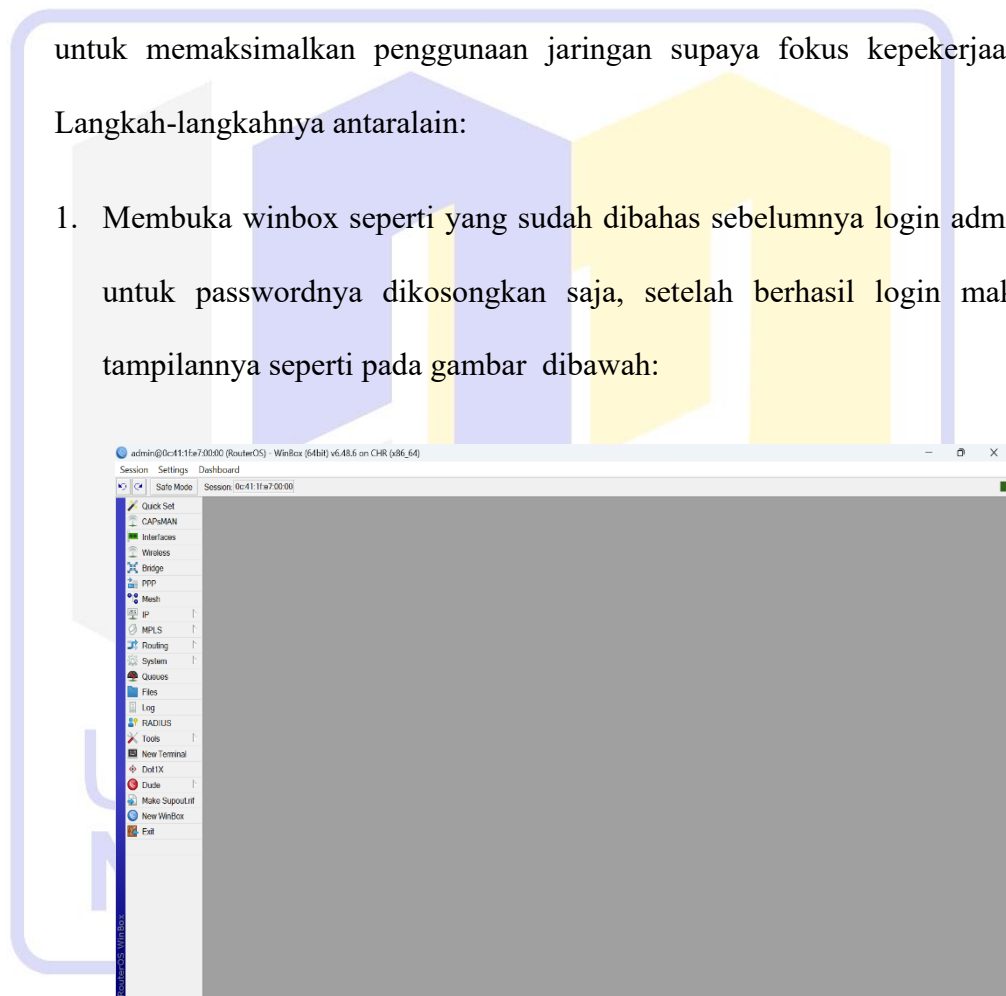 untuk memaksimalkan penggunaan jaringan supaya fokus kepekerjaa
Langkah-langkahnya antaralain:
1. Membuka winbox seperti yang sudah dibahas sebelumnya login adm
untuk passwordnya dikosongkan saja, setelah berhasil login mak
tampilannya seperti pada gambar dibawah:
admin@0c:41:1f:e7:00:00 (RouterOS) - WinBox (64bit) v6.48.6 on CHR (x86_64)
Session Settings Dashboard
Safe Mode Session: 0c:41:1f:e7:00:00
Quick Set
CAPsMAN
Interfaces
Wireless
Bridge
PPP
Mesh
IP
MPLS
Routing
System
Queues
Files
Log
RADIUS
Tools
New Terminal
Dot1X
Dude
Make Supout.rif
New WinBox
Exit
RouterOS WinBox